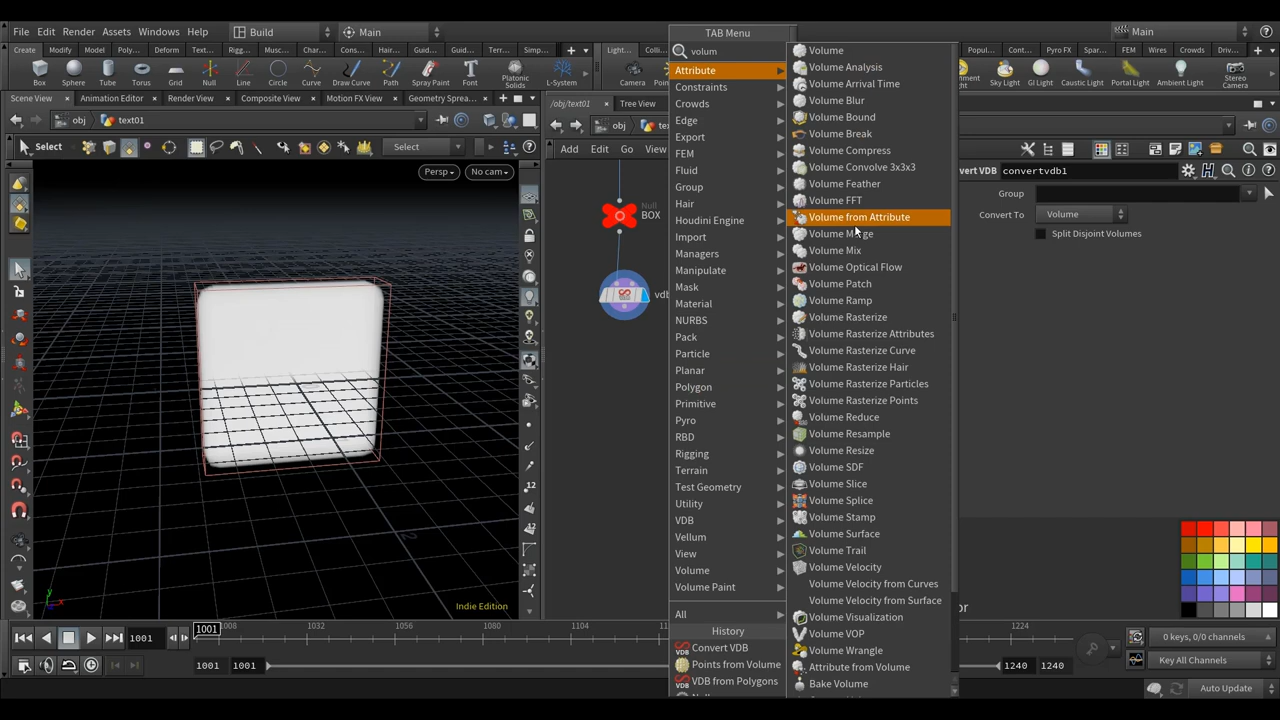 File Edit Render Assets Windows Help Build Main Main
Create Modify Model Poly... Deform Text... Rigg... Mus... Char... Cons... Hair... Guid... Guid... Terr... Simp... Light... Colli... Popul... Cont... Pyro FX Spar... FEM Wires Crowds Driv...
Box Sphere Tube Torus Grid Line Circle Curve Draw Curve Path Spray Paint Font Platonic Solids L-System Camera Point Sky Light GI Light Caustic Light Portal Light Ambient Stereo Camera
Scene View Animation Editor Render View Composite View Motion FX View Geometry Sprea... /obj/text01 Tree View
obj text01 obj
Select Select Add Edit Go View
Persp No cam
TAB Menu
volum
Attribute
Constraints
Crowds
Edge
Export
FEM
Fluid
Group
Hair
Houdini Engine
Import
Managers
Manipulate
Mask
Material
NURBS
Pack
Particle
Planar
Polygon
Primitive
Pyro
RBD
Rigging
Terrain
Test Geometry
Utility
VDB
Vellum
View
Volume
Volume Paint
All
History
Convert VDB
Points from Volume
VDB from Polygons
Volume
Volume Analysis
Volume Arrival Time
Volume Blur
Volume Bound
Volume Break
Volume Compress
Volume Convolve 3x3x3
Volume Feather
Volume FFT
Volume from Attribute
Volume Merge
Volume Mix
Volume Optical Flow
Volume Patch
Volume Ramp
Volume Rasterize
Volume Rasterize Attributes
Volume Rasterize Curve
Volume Rasterize Hair
Volume Rasterize Particles
Volume Rasterize Points
Volume Reduce
Volume Resample
Volume Resize
Volume SDF
Volume Slice
Volume Splice
Volume Stamp
Volume Surface
Volume Trail
Volume Velocity
Volume Velocity from Curves
Volume Velocity from Surface
Volume Visualization
Volume VOP
Volume Wrangle
Attribute from Volume
Bake Volume
Null
BOX
vdb
convertvdb1
Group
Convert To Volume
Split Disjoint Volumes
Indie Edition
1001 1001 1008 1032 1056 1080 1104 1224 0 keys, 0/0 channels
1001 1001 1240 1240 Key All Channels
Auto Update